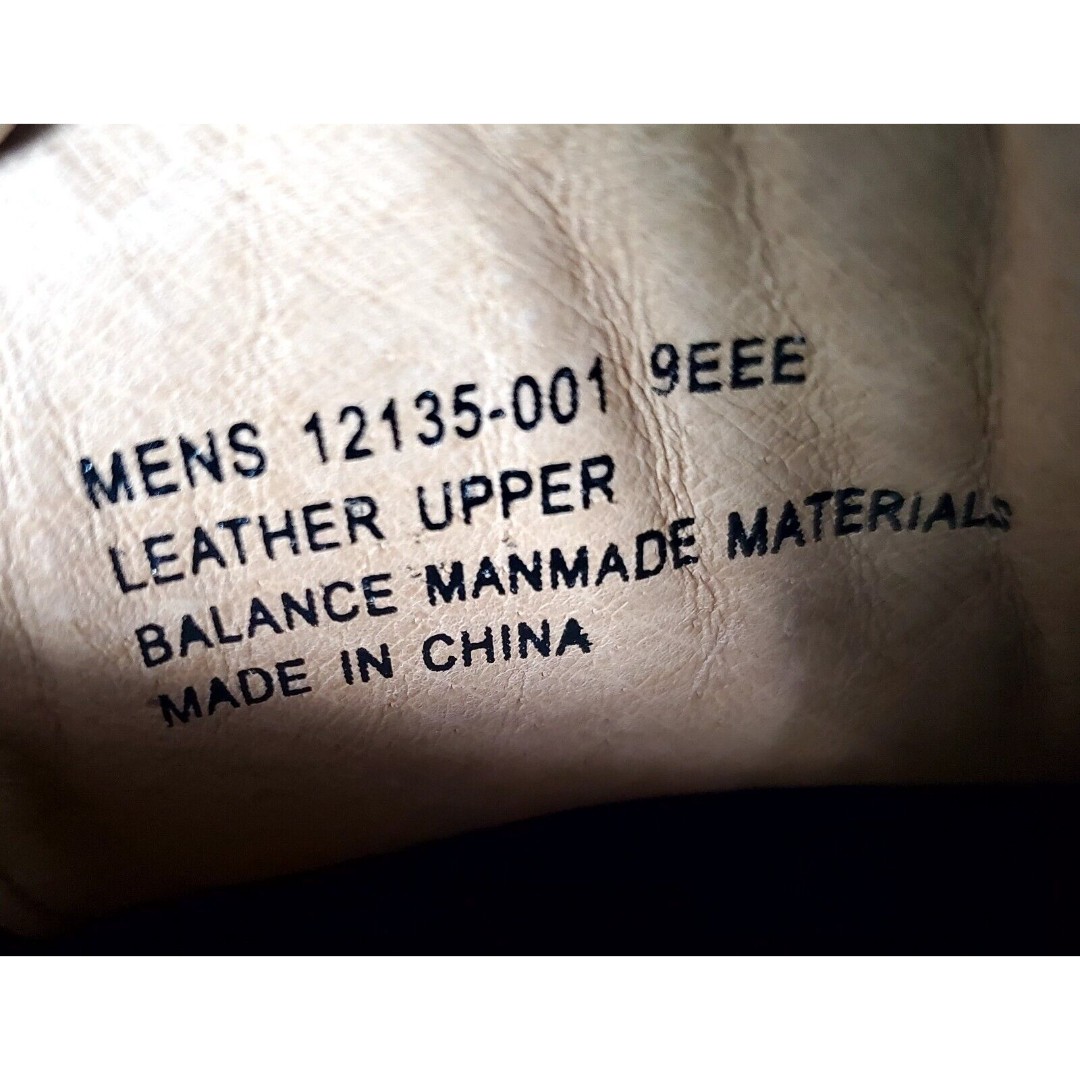 MENS 12135-001 9EEE
LEATHER UPPER
BALANCE MANMADE MATERIALS
MADE IN CHINA